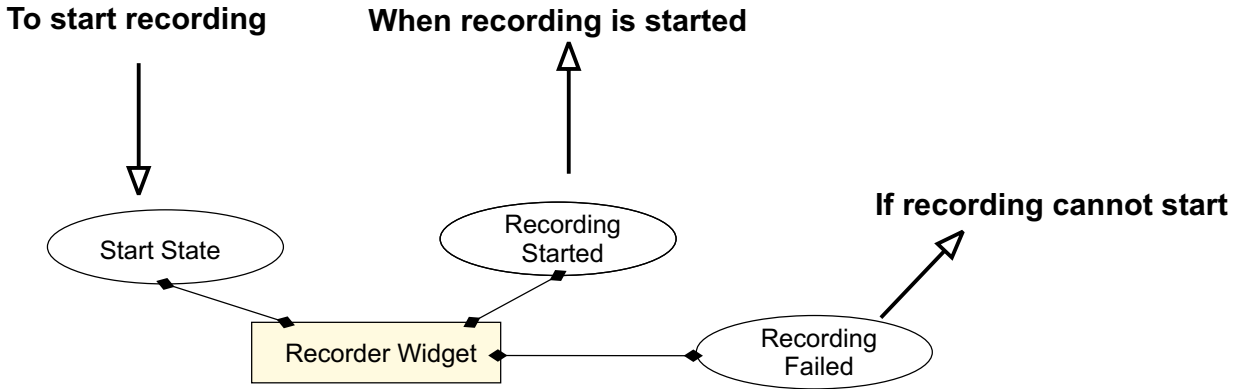 To start recording
When recording is started
If recording cannot start
Start State
Recording
Started
Recorder Widget
Recording
Failed